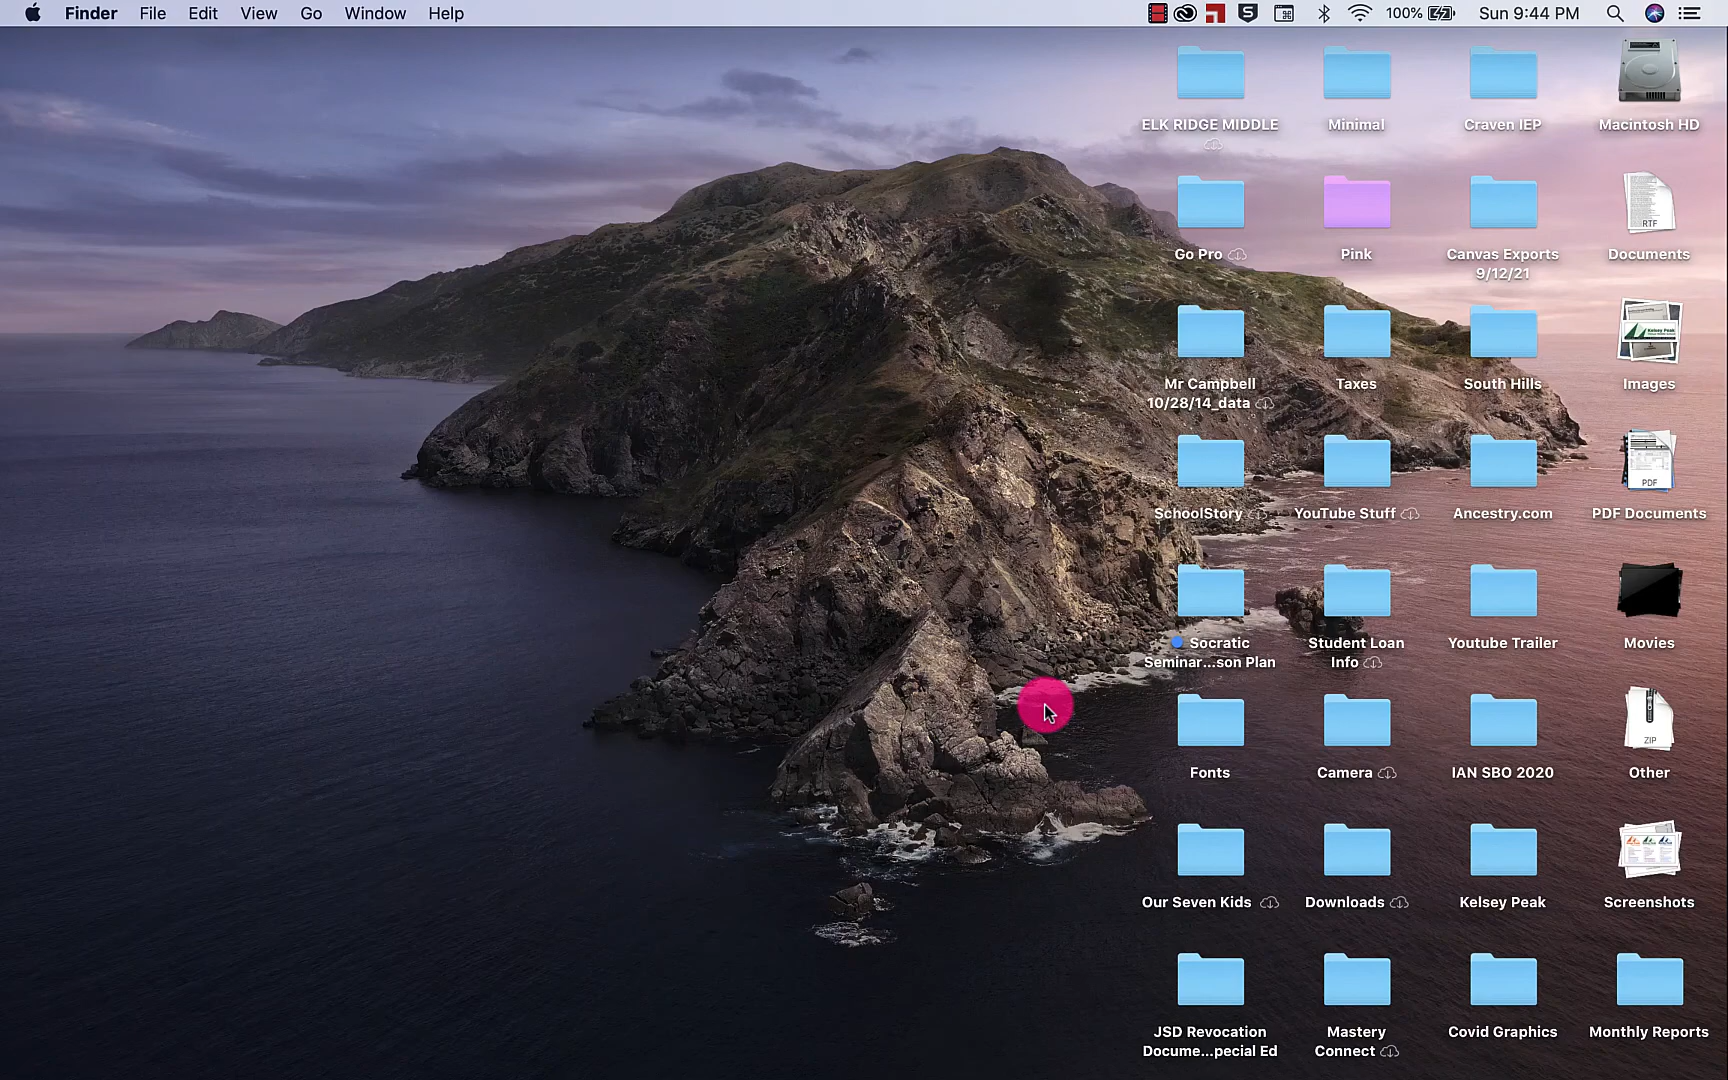 Finder File Edit View Go Window Help 100% Sun 9:44 PM
ELK RIDGE MIDDLE Minimal Craven IEP Macintosh HD
Go Pro Pink Canvas Exports 9/12/21 Documents
RTF
Mr Campbell 10/28/14_data Taxes South Hills Images
Kelsey Peak
SchoolStory YouTube Stuff Ancestry.com PDF Documents
PDF
Socratic Seminar...son Plan Student Loan Info Youtube Trailer Movies
Fonts Camera IAN SBO 2020 Other
ZIP
Our Seven Kids Downloads Kelsey Peak Screenshots
JSD Revocation Docume...pecial Ed Mastery Connect Covid Graphics Monthly Reports